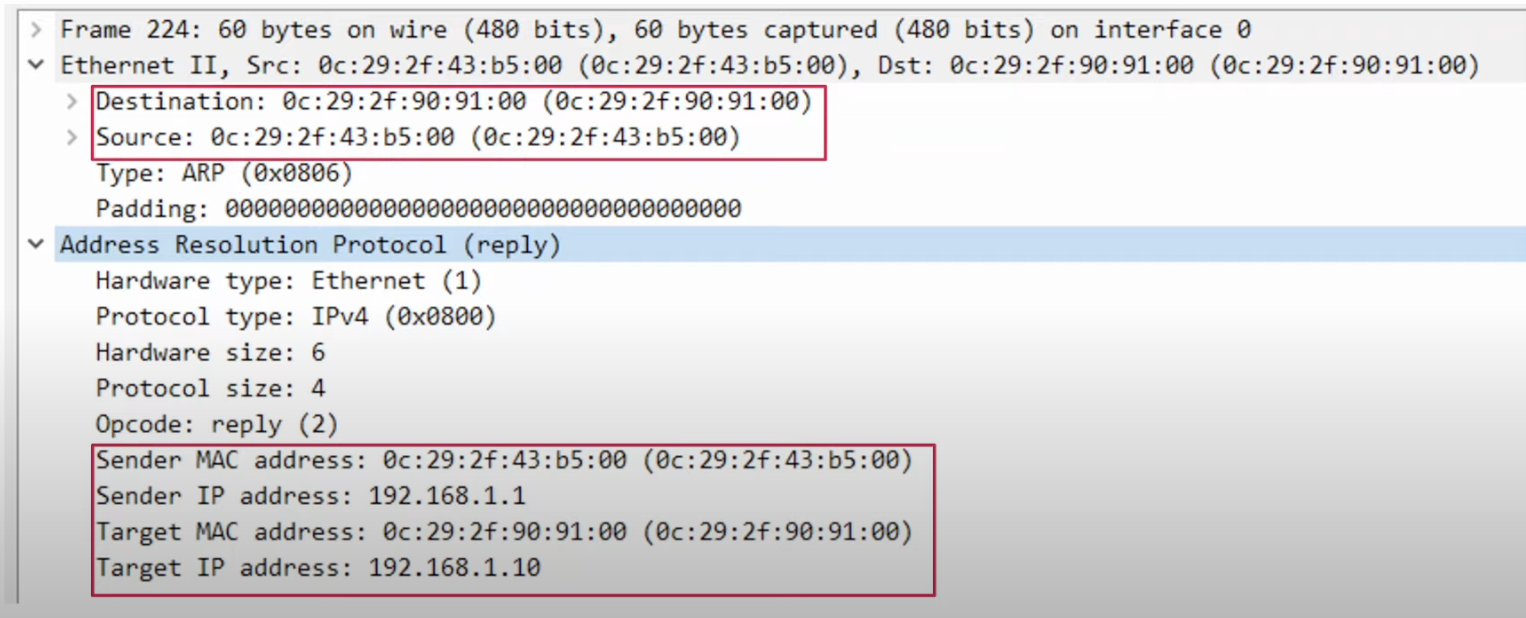 Frame 224: 60 bytes on wire (480 bits), 60 bytes captured (480 bits) on interface 0
Ethernet II, Src: 0c:29:2f:43:b5:00 (0c:29:2f:43:b5:00), Dst: 0c:29:2f:90:91:00 (0c:29:2f:90:91:00)
Destination: 0c:29:2f:90:91:00 (0c:29:2f:90:91:00)
Source: 0c:29:2f:43:b5:00 (0c:29:2f:43:b5:00)
Type: ARP (0x0806)
Padding: 000000000000000000000000000000000000
Address Resolution Protocol (reply)
Hardware type: Ethernet (1)
Protocol type: IPv4 (0x0800)
Hardware size: 6
Protocol size: 4
Opcode: reply (2)
Sender MAC address: 0c:29:2f:43:b5:00 (0c:29:2f:43:b5:00)
Sender IP address: 192.168.1.1
Target MAC address: 0c:29:2f:90:91:00 (0c:29:2f:90:91:00)
Target IP address: 192.168.1.10